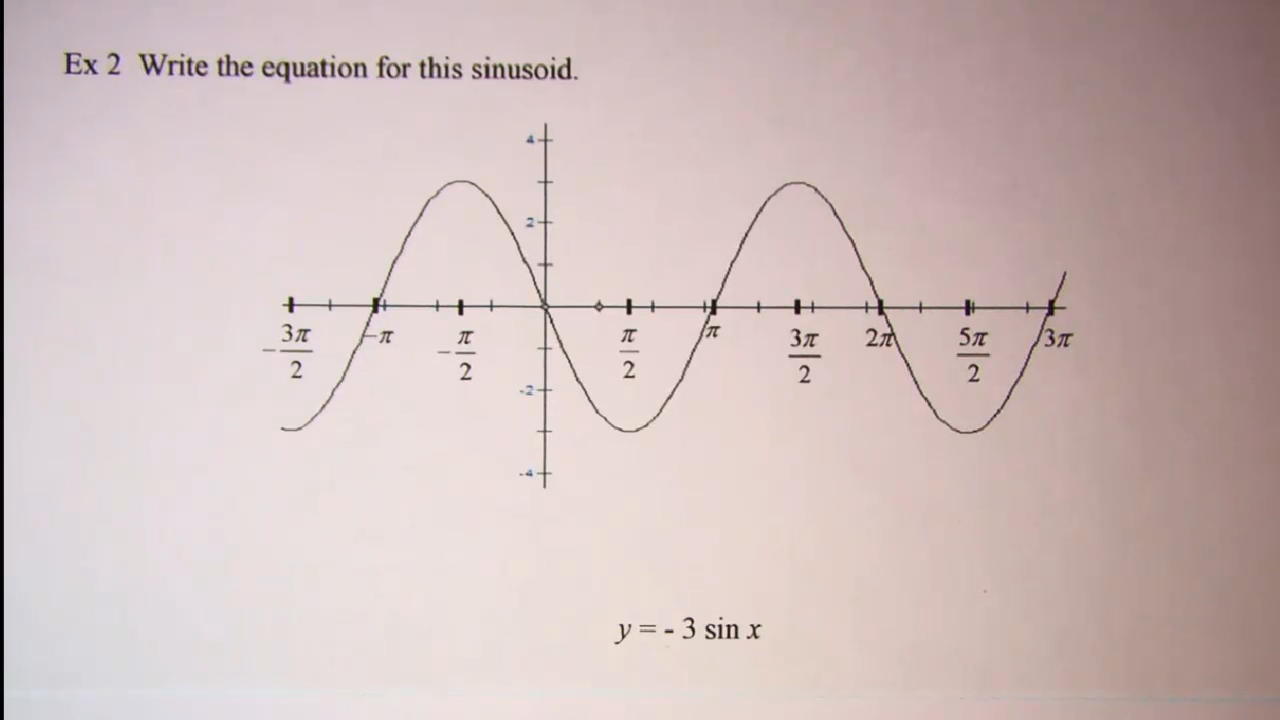 Ex 2 Write the equation for this sinusoid.
4
2
-2
-4
-3π/2
-π
-π/2
π/2
π
3π/2
2π
5π/2
3π
y = - 3 sin x